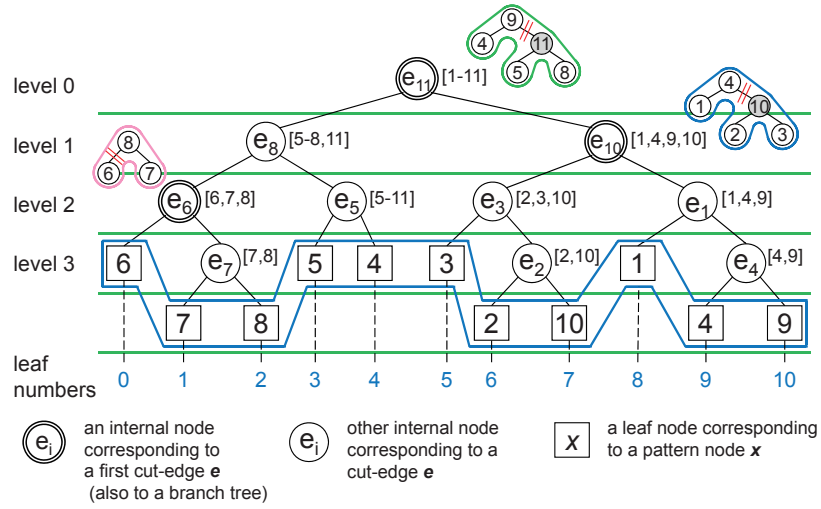 9
4
11
5
8
level 0
e11
[1-11]
4
1
10
2
3
level 1
8
6
7
e8
[5-8,11]
e10
[1,4,9,10]
level 2
e6
[6,7,8]
e5
[5-11]
e3
[2,3,10]
e1
[1,4,9]
level 3
6
e7
[7,8]
5
4
3
e2
[2,10]
1
e4
[4,9]
7
8
2
10
4
9
leaf
numbers
0 1 2 3 4 5 6 7 8 9 10
ei
an internal node
corresponding to
a first cut-edge e
(also to a branch tree)
ei
other internal node
corresponding to a
cut-edge e
x
a leaf node corresponding
to a pattern node x